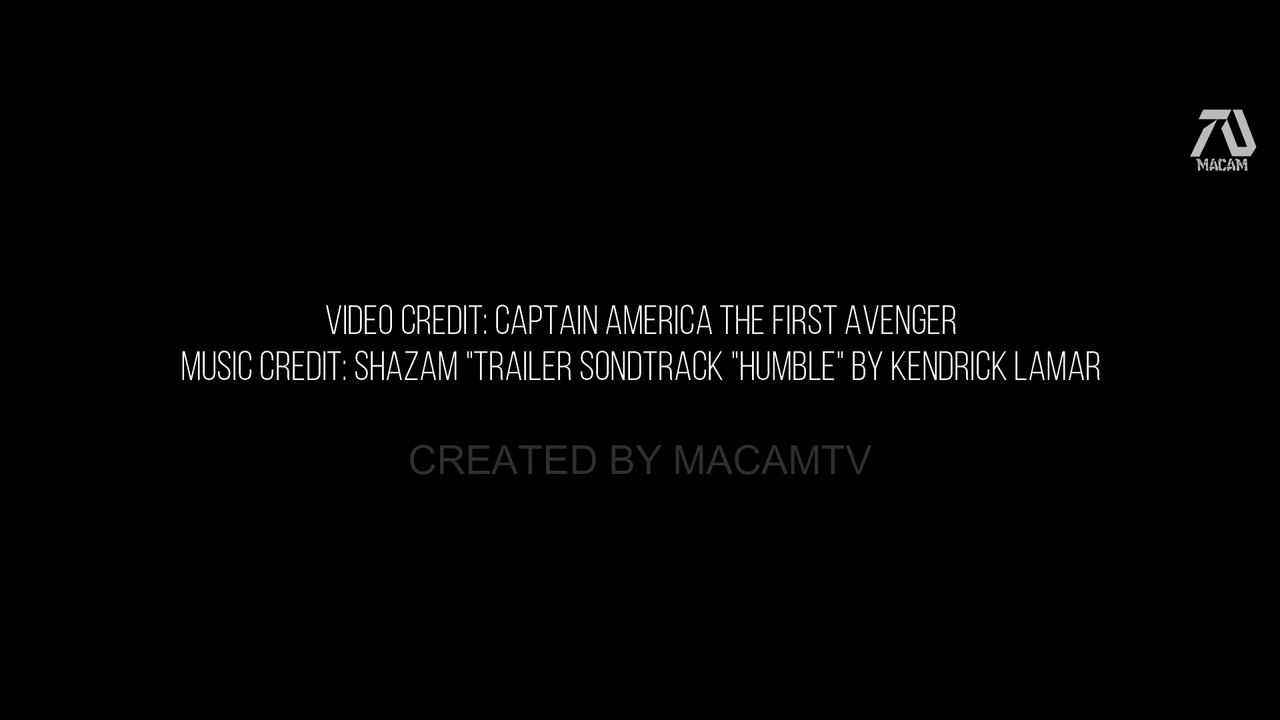 MACAM
VIDEO CREDIT: CAPTAIN AMERICA THE FIRST AVENGER
MUSIC CREDIT: SHAZAM "TRAILER SONDTRACK "HUMBLE" BY KENDRICK LAMAR
CREATED BY MACAMTV